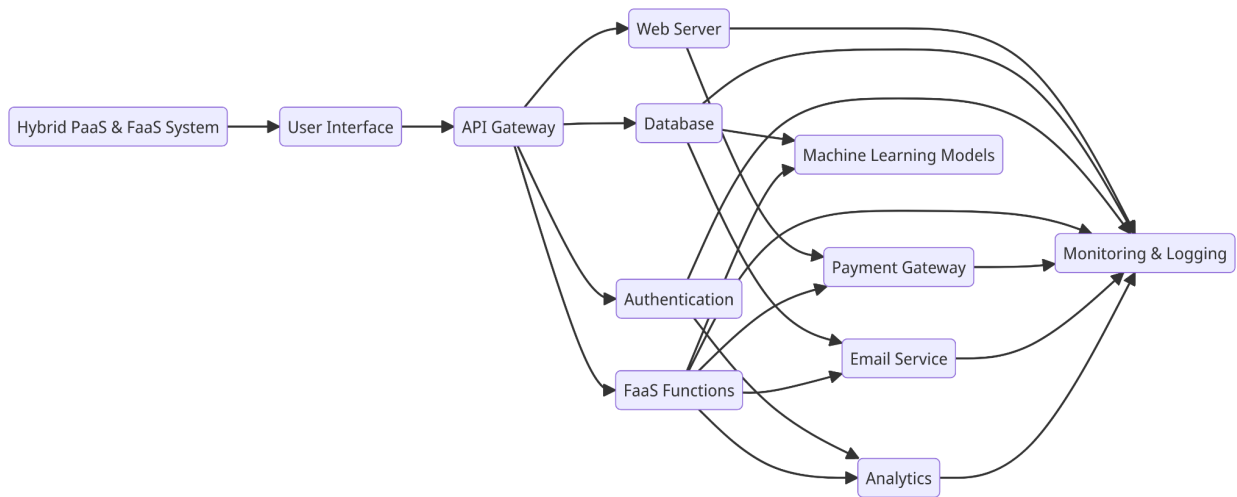 Hybrid PaaS & FaaS System
User Interface
API Gateway
Web Server
Database
Authentication
FaaS Functions
Machine Learning Models
Payment Gateway
Email Service
Analytics
Monitoring & Logging